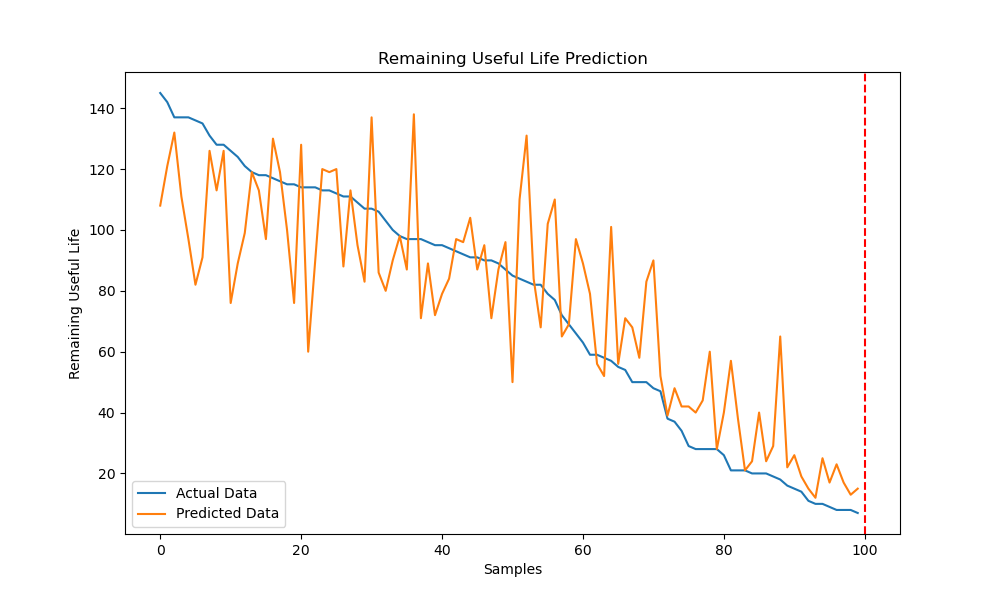 Remaining Useful Life Prediction
Remaining Useful Life
140
120
100
80
60
40
20
Actual Data
Predicted Data
0
20
40
60
80
100
Samples